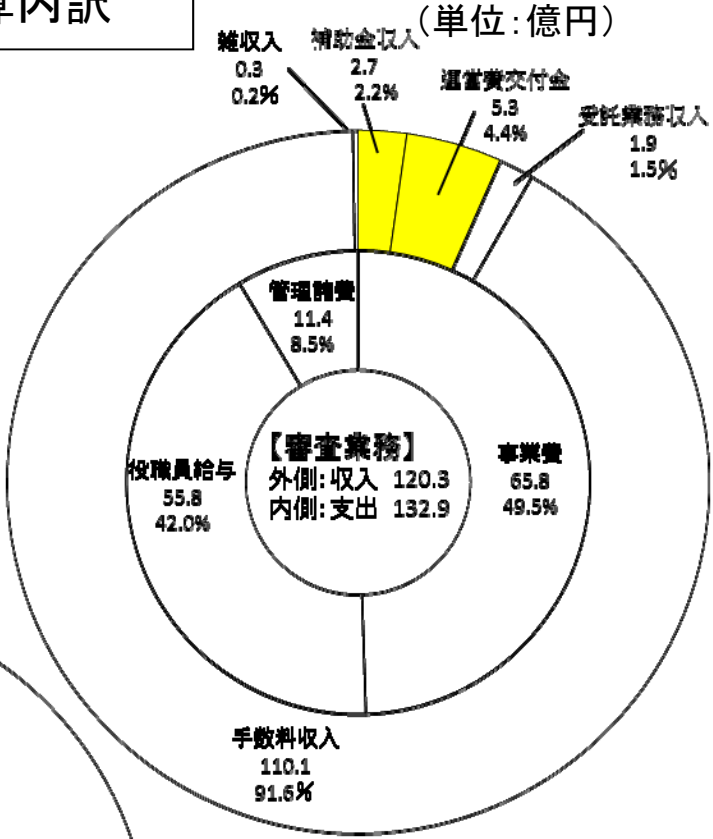 算内訳
(単位:億円)
雑収入
0.3
0.2%
補助金収入
2.7
2.2%
運営費交付金
5.3
4.4%
受託業務収入
1.9
1.5%
管理諸費
11.4
8.5%
【審査業務】
外側:収入 120.3
内側:支出 132.9
役職員給与
55.8
42.0%
事業費
65.8
49.5%
手数料収入
110.1
91.6%